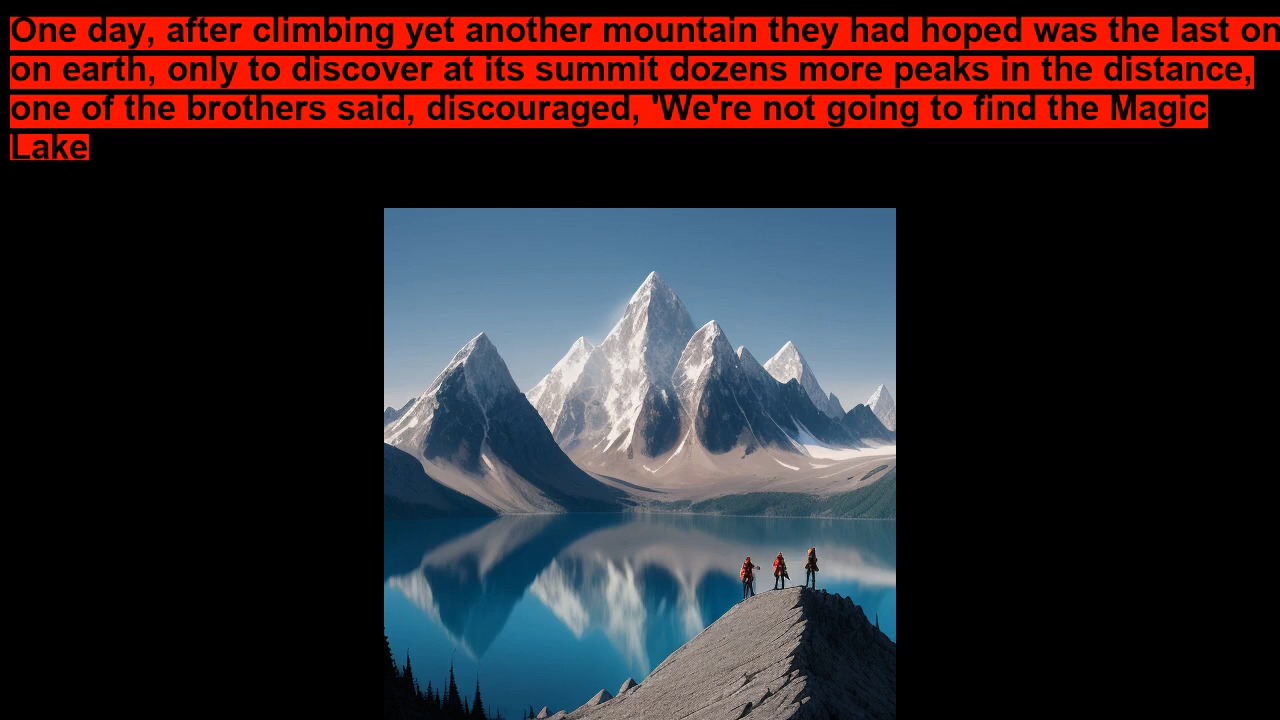 One day, after climbing yet another mountain they had hoped was the last on
on earth, only to discover at its summit dozens more peaks in the distance,
one of the brothers said, discouraged, 'We're not going to find the Magic
Lake